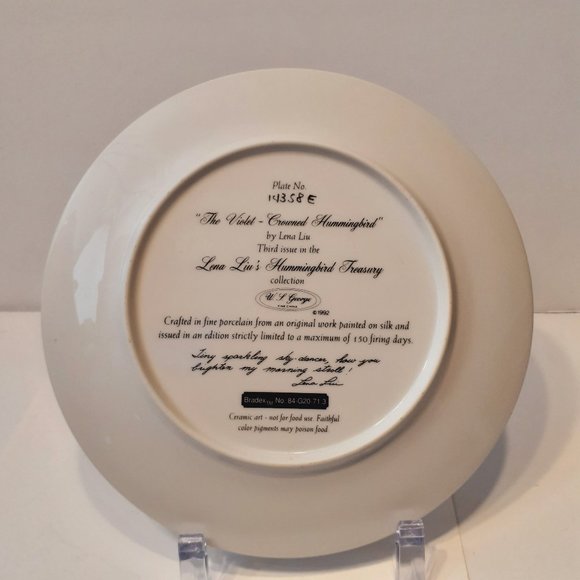 Plate No.
14358 E
"The Violet-Crowned Hummingbird"
by Lena Liu
Third issue in the
Lena Liu's Hummingbird Treasury
collection
W. S. George
FINE CHINA
©1992
Crafted in fine porcelain from an original work painted on silk and
issued in an edition strictly limited to a maximum of 150 firing days.
Tiny sparkling sky-dancer, how you
brighten my morning stroll!
Lena Liu
Bradex™ No. 84-G20 71.3
Ceramic art - not for food use. Faithful
color pigments may poison food.